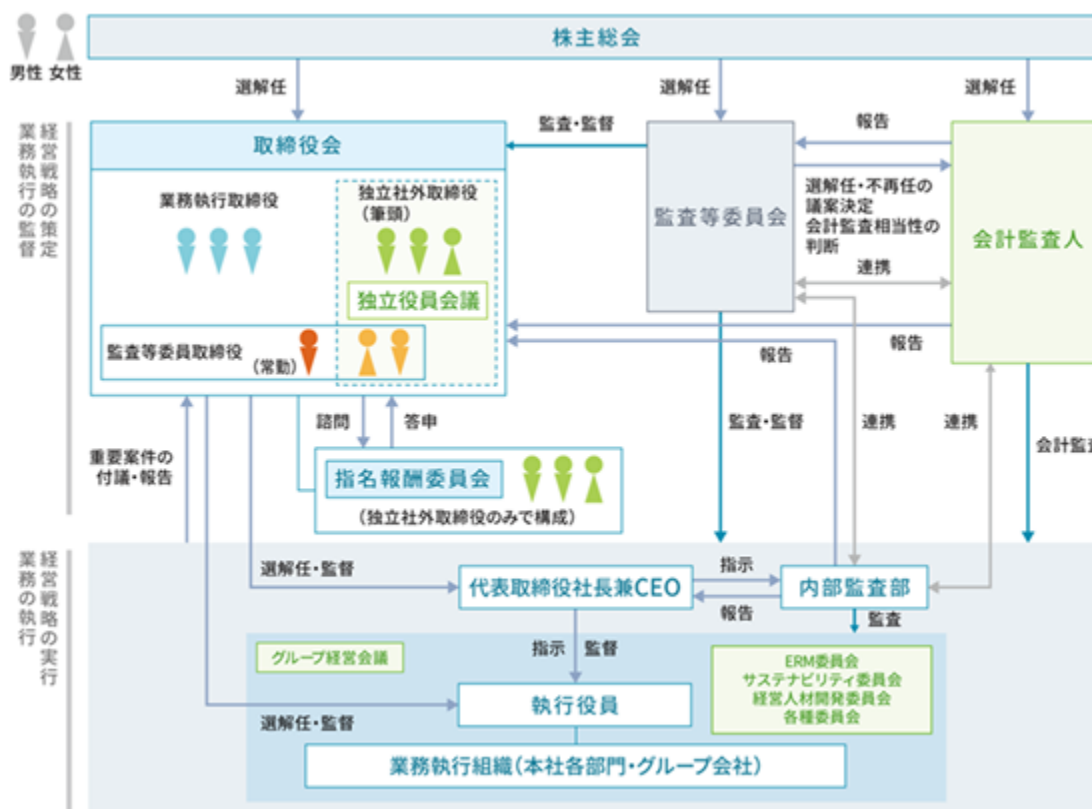 株主総会
男性 女性
選解任
選解任
選解任
経営戦略の策定
業務執行の監督
取締役会
監査・監督
監査等委員会
報告
選解任・不再任の
議案決定
会計監査相当性の
判断
連携
会計監査人
業務執行取締役
独立社外取締役
(筆頭)
独立役員会議
監査等委員取締役
(常勤)
報告
報告
諮問
答申
監査・監督
連携
連携
会計監
重要案件の
付議・報告
指名報酬委員会
(独立社外取締役のみで構成)
経営戦略の実行
業務の執行
選解任・監督
代表取締役社長兼CEO
指示
報告
内部監査部
監査
指示
監督
グループ経営会議
ERM委員会
サステナビリティ委員会
経営人材開発委員会
各種委員会
執行役員
選解任・監督
業務執行組織(本社各部門・グループ会社)